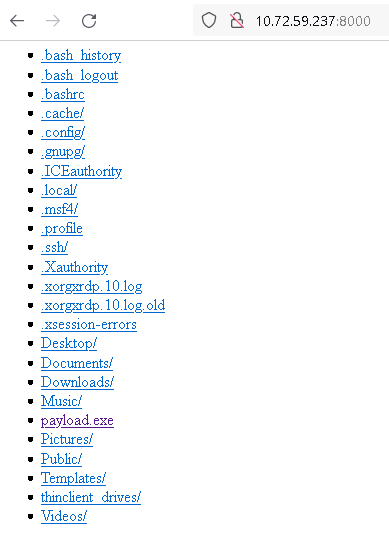 10.72.59.237:8000
.bash_history
.bash_logout
.bashrc
.cache/
.config/
.gnupg/
.ICEauthority
.local/
.msf4/
.profile
.ssh/
.Xauthority
.xorgxrdp.10.log
.xorgxrdp.10.log.old
.xsession-errors
Desktop/
Documents/
Downloads/
Music/
payload.exe
Pictures/
Public/
Templates/
thinclient_drives/
Videos/